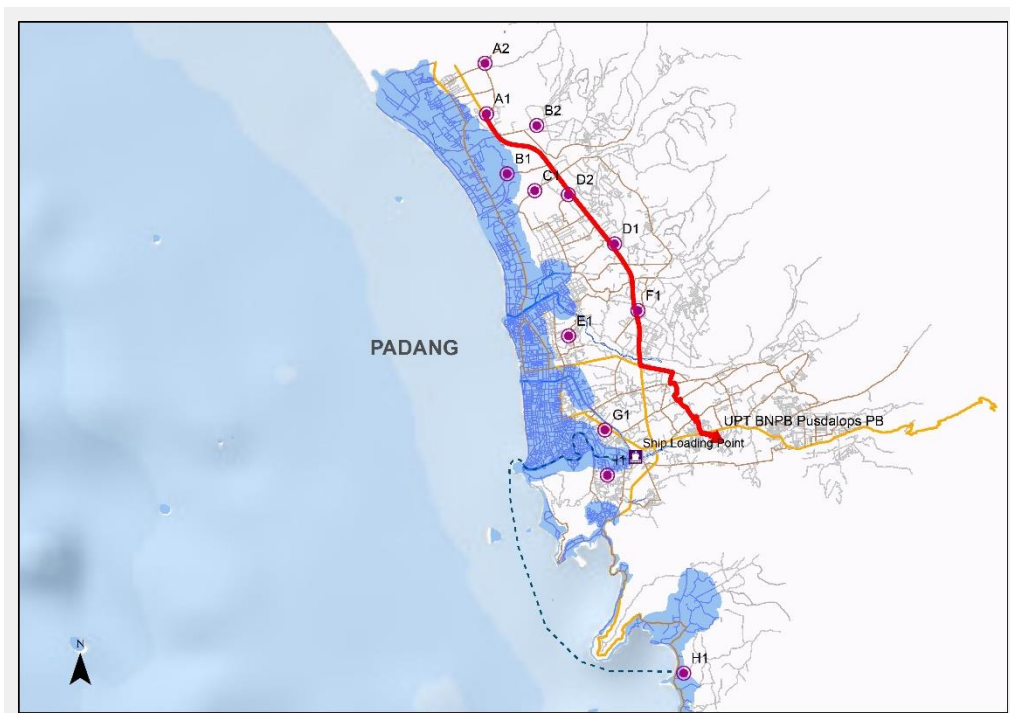 A2
A1
B2
B1
C1
D2
D1
F1
E1
PADANG
UPT BNPB Pusdalops PB
G1
Ship Loading Point
I1
H1
N